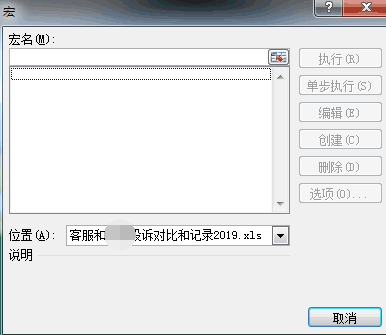 宏
宏名(M):
执行(R)
单步执行(S)
编辑(E)
创建(C)
删除(D)
选项(O)...
位置(A): 客服和 投诉对比和记录2019.xls
说明
取消